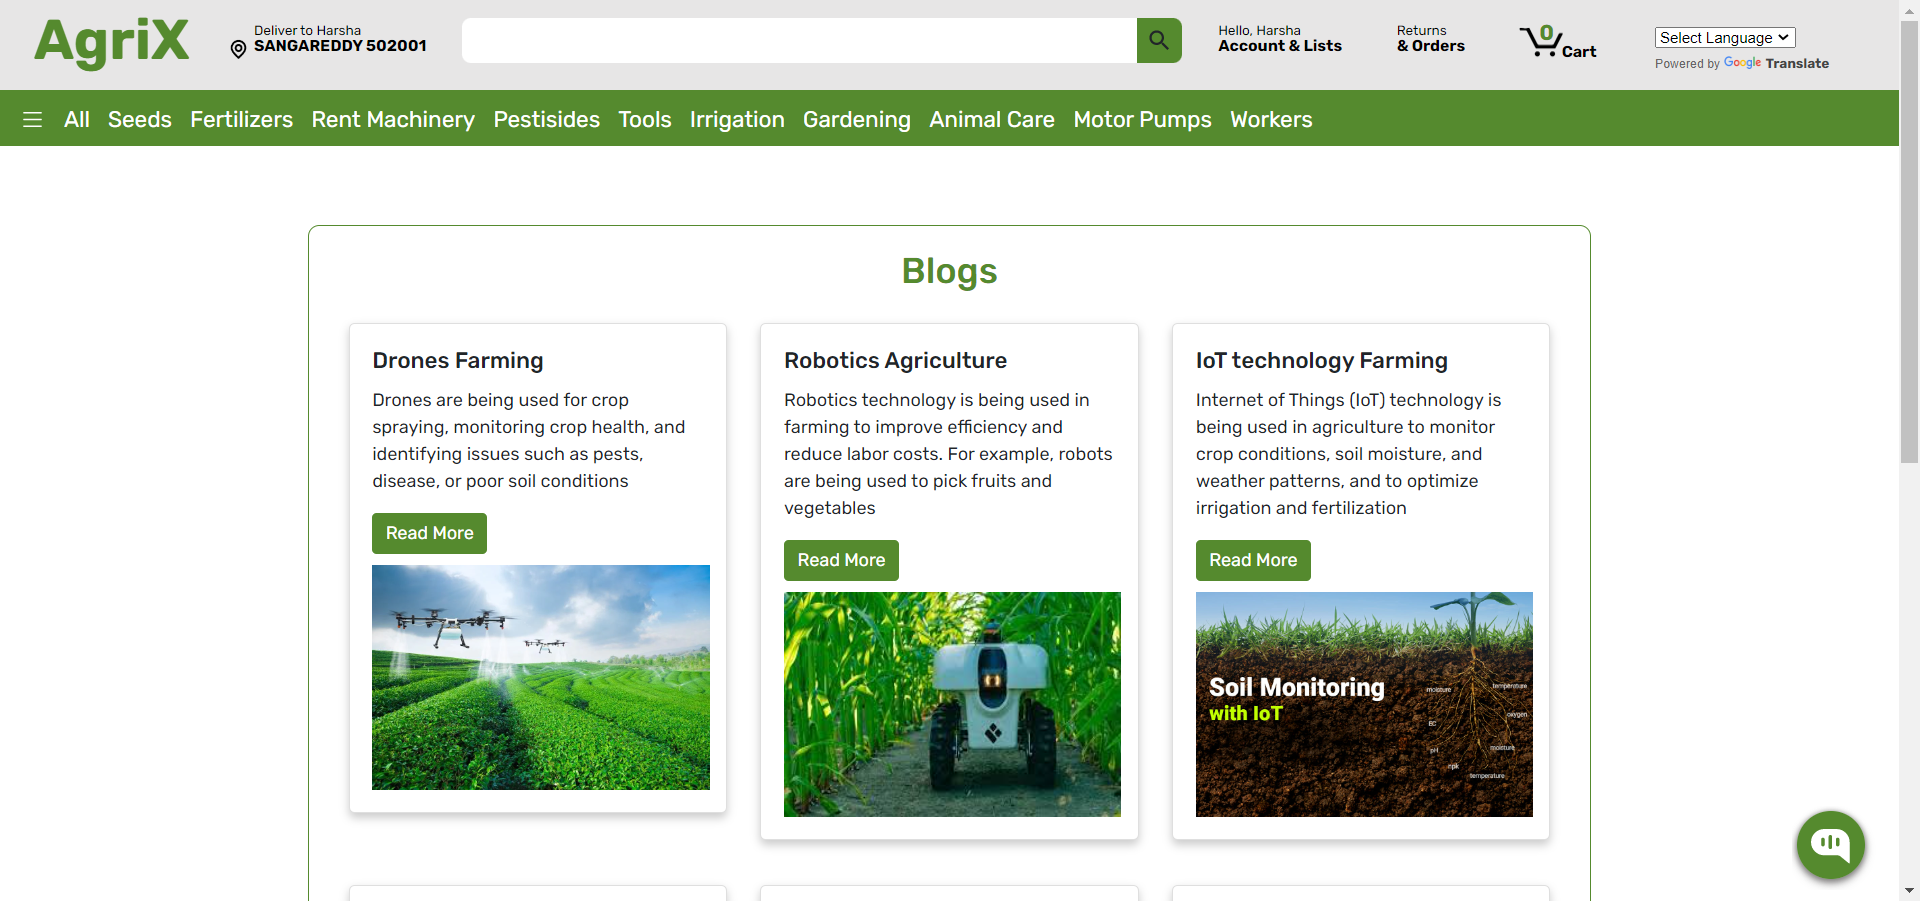 AgriX
Deliver to Harsha
SANGAREDDY 502001
Hello, Harsha
Account & Lists
Returns
& Orders
0
Cart
Select Language
Powered by Google Translate
All Seeds Fertilizers Rent Machinery Pestisides Tools Irrigation Gardening Animal Care Motor Pumps Workers
Blogs
Drones Farming
Drones are being used for crop
spraying, monitoring crop health, and
identifying issues such as pests,
disease, or poor soil conditions
Read More
Robotics Agriculture
Robotics technology is being used in
farming to improve efficiency and
reduce labor costs. For example, robots
are being used to pick fruits and
vegetables
Read More
IoT technology Farming
Internet of Things (IoT) technology is
being used in agriculture to monitor
crop conditions, soil moisture, and
weather patterns, and to optimize
irrigation and fertilization
Read More
Soil Monitoring
with IoT
moisture
temperature
oxygen
EC
moisture
pH
npk
temperature